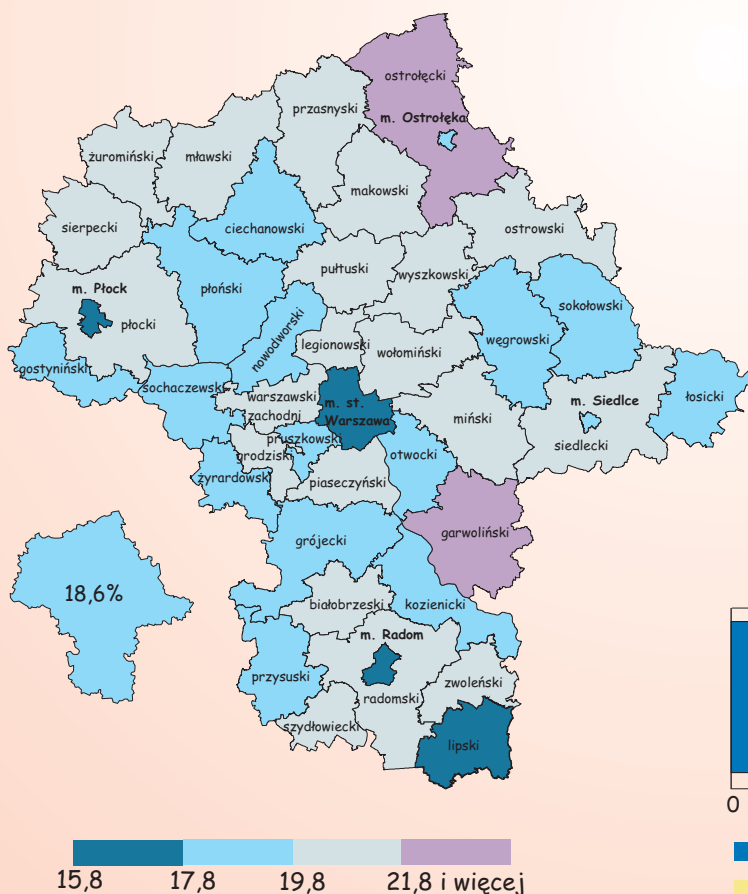 ostrołęcki
przasnyski
m. Ostrołęka
żuromiński
mławski
makowski
sierpecki
ciechanowski
ostrowski
pułtuski
wyszkowski
m. Płock
płoński
sokołowski
płocki
nowodworski
węgrowski
legionowski
wołomiński
gostyniński
sochaczewski
warszawski
zachodni
m. st.
Warszawa
miński
m. Siedlce
łosicki
pruszkowski
siedlecki
grodziski
otwocki
żyrardowski
piaseczyński
garwoliński
grójecki
18,6%
białobrzeski
kozienicki
m. Radom
przysuski
zwoleński
radomski
szydłowiecki
lipski
0
15,8 17,8 19,8 21,8 i więcej